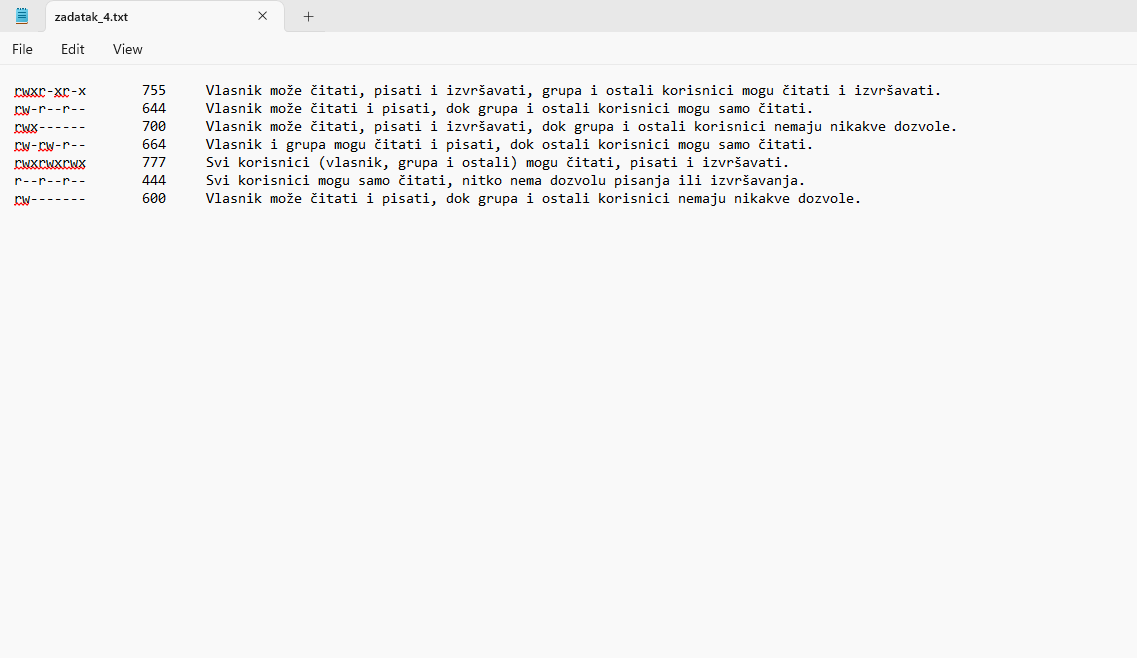 zadatak_4.txt
File Edit View
rwxr-xr-x 755 Vlasnik može čitati, pisati i izvršavati, grupa i ostali korisnici mogu čitati i izvršavati.
rw-r--r-- 644 Vlasnik može čitati i pisati, dok grupa i ostali korisnici mogu samo čitati.
rwx------ 700 Vlasnik može čitati, pisati i izvršavati, dok grupa i ostali korisnici nemaju nikakve dozvole.
rw-rw-r-- 664 Vlasnik i grupa mogu čitati i pisati, dok ostali korisnici mogu samo čitati.
rwxrwxrwx 777 Svi korisnici (vlasnik, grupa i ostali) mogu čitati, pisati i izvršavati.
r--r--r-- 444 Svi korisnici mogu samo čitati, nitko nema dozvolu pisanja ili izvršavanja.
rw------- 600 Vlasnik može čitati i pisati, dok grupa i ostali korisnici nemaju nikakve dozvole.